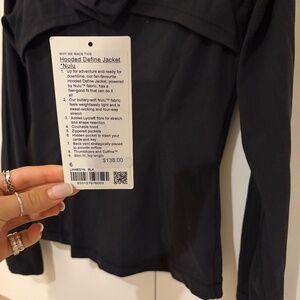 WHY WE MADE THIS
Hooded Define Jacket
*Nulu
1. Up for adventure and ready for
downtime, our fan-favourite
Hooded Define Jacket, powered
by Nulu™ fabric, has a
feel-good fit that can do it
all
2. Our buttery-soft Nulu™ fabric
feels weightlessly light and is
sweat-wicking and four-way
stretch
3. Added Lycra® fibre for stretch
and shape retention
4. Cinchable hood
5. Zippered pockets
6. Hidden pocket to stash your
cards and key
7. Back vent strategically placed
to provide airflow
8. Thumbholes and Cuffins™
9. Slim fit, hip length
6
$138.00
BLK